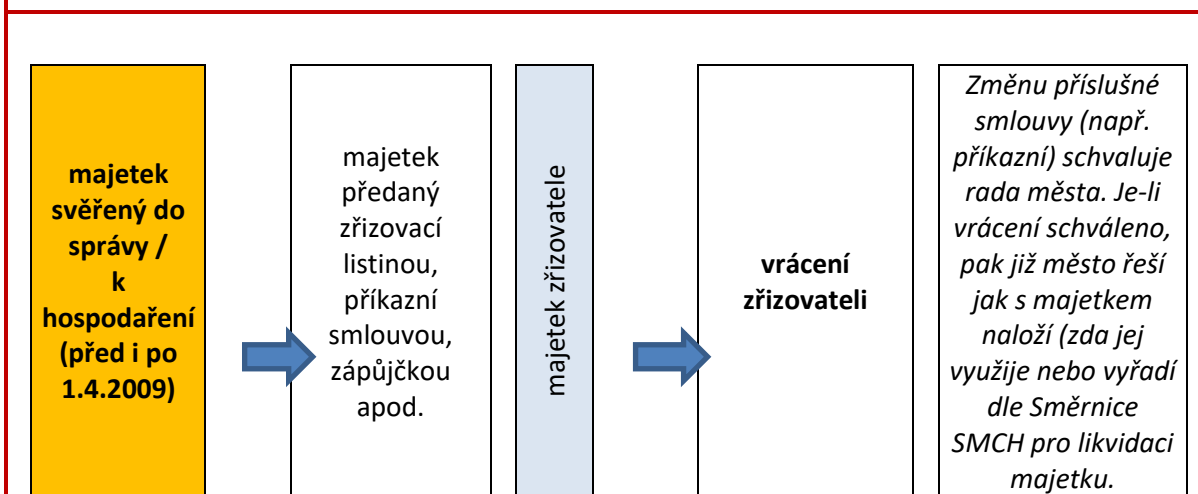 majetek
svěřený do
správy /
k
hospodaření
(před i po
1.4.2009)
majetek
předaný
zřizovací
listinou,
příkazní
smlouvou,
zápůjčkou
apod.
majetek zřizovatele
vrácení
zřizovateli
Změnu příslušné
smlouvy (např.
příkazní) schvaluje
rada města. Je-li
vrácení schváleno,
pak již město řeší
jak s majetkem
naloží (zda jej
využije nebo vyřadí
dle Směrnice
SMCH pro likvidaci
majetku.